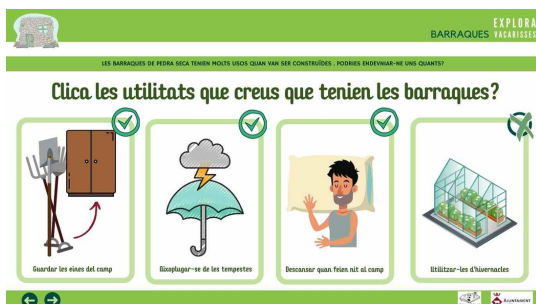 EXPLORA
BARRAQUES VACARISSES
LES BARRAQUES DE PEDRA SECA TENIEN MOLTS USOS QUAN VAN SER CONSTRUÏDES . PODRIES ENDEVNIAR-NE UNS QUANTS?
Clica les utilitats que creus que tenien les barraques?
Guardar les eines del camp
Aixoplugar-se de les tempestes
Descansar quan feien nit al camp
Utilitzar-les d'hivernacles
AJUNTAMENT